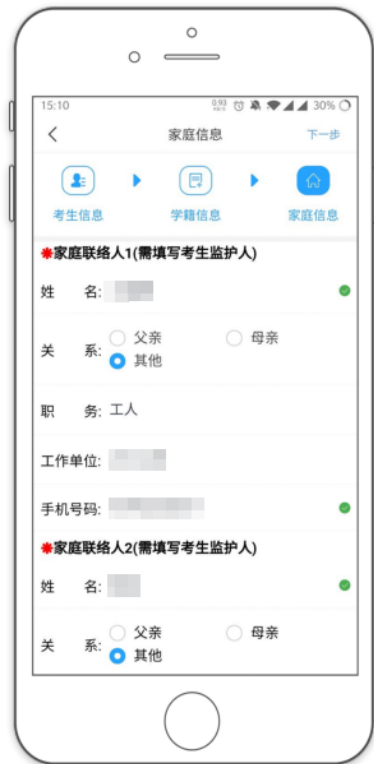 15:10 0.93 KB/S 30%
家庭信息 下一步
考生信息 学籍信息 家庭信息
*家庭联络人1(需填写考生监护人)
姓 名:
关 系: 父亲 母亲
其他
职 务: 工人
工作单位:
手机号码:
*家庭联络人2(需填写考生监护人)
姓 名:
关 系: 父亲 母亲
其他